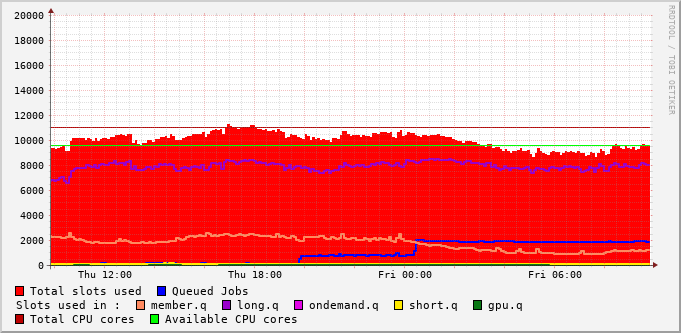 20000
18000
16000
14000
12000
10000
8000
6000
4000
2000
0
Thu 12:00 Thu 18:00 Fri 00:00 Fri 06:00
Total slots used Queued Jobs
Slots used in : member.q long.q ondemand.q short.q gpu.q
Total CPU cores Available CPU cores
RRDTOOL / TOBI OETIKER